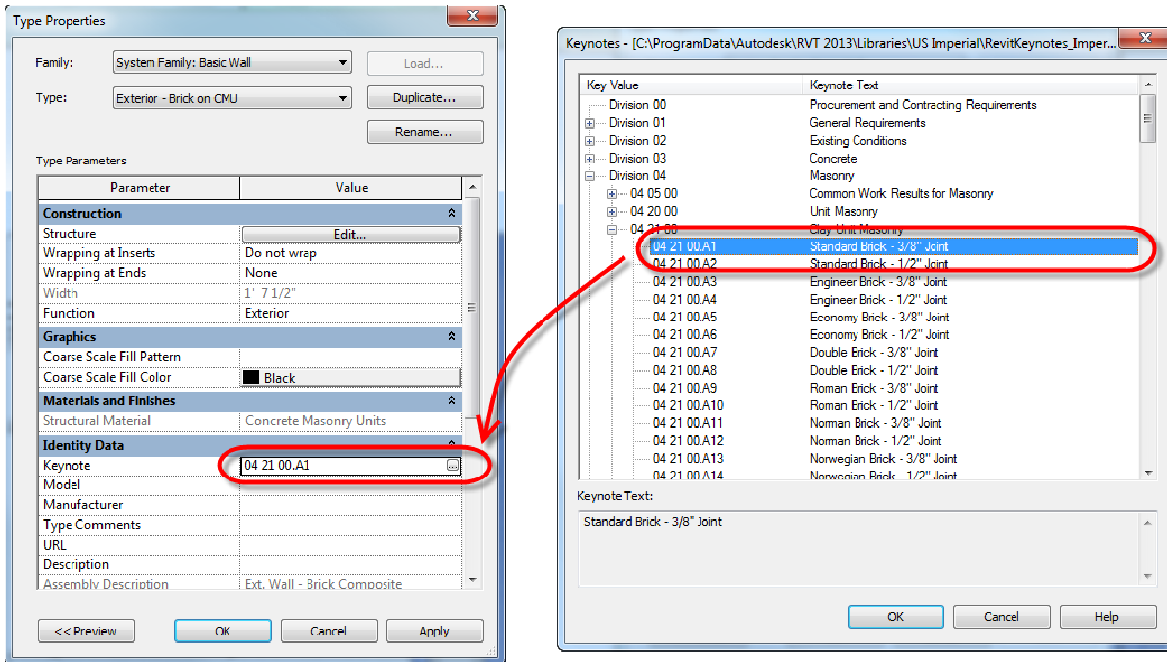 Type Properties
Family: System Family: Basic Wall Load...
Type: Exterior - Brick on CMU Duplicate...
Rename...
Type Parameters
Parameter Value
Construction
Structure Edit...
Wrapping at Inserts Do not wrap
Wrapping at Ends None
Width 1' 7 1/2"
Function Exterior
Graphics
Coarse Scale Fill Pattern
Coarse Scale Fill Color Black
Materials and Finishes
Structural Material Concrete Masonry Units
Identity Data
Keynote 04 21 00.A1 ...
Model
Manufacturer
Type Comments
URL
Description
Assembly Description Ext. Wall - Brick Composite
<< Preview OK Cancel Apply
Keynotes - [C:\ProgramData\Autodesk\RVT 2013\Libraries\US Imperial\RevitKeynotes_Imper...
Key Value Keynote Text
Division 00 Procurement and Contracting Requirements
Division 01 General Requirements
Division 02 Existing Conditions
Division 03 Concrete
Division 04 Masonry
04 05 00 Common Work Results for Masonry
04 20 00 Unit Masonry
04 21 00 Clay Unit Masonry
04 21 00.A1 Standard Brick - 3/8" Joint
04 21 00.A2 Standard Brick - 1/2" Joint
04 21 00.A3 Engineer Brick - 3/8" Joint
04 21 00.A4 Engineer Brick - 1/2" Joint
04 21 00.A5 Economy Brick - 3/8" Joint
04 21 00.A6 Economy Brick - 1/2" Joint
04 21 00.A7 Double Brick - 3/8" Joint
04 21 00.A8 Double Brick - 1/2" Joint
04 21 00.A9 Roman Brick - 3/8" Joint
04 21 00.A10 Roman Brick - 1/2" Joint
04 21 00.A11 Norman Brick - 3/8" Joint
04 21 00.A12 Norman Brick - 1/2" Joint
04 21 00.A13 Norwegian Brick - 3/8" Joint
04 21 00.A14 Norwegian Brick - 1/2" Joint
Keynote Text:
Standard Brick - 3/8" Joint
OK Cancel Help